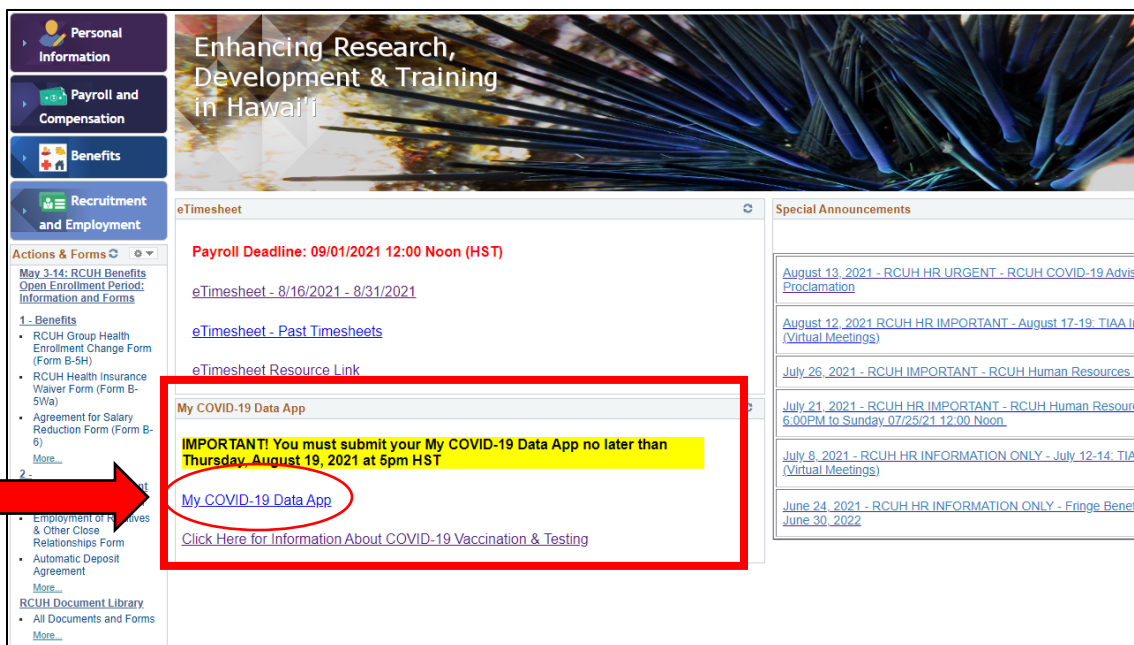 Personal
Information
Payroll and
Compensation
Benefits
Recruitment
and Employment
Enhancing Research,
Development & Training
in Hawai'i
Actions & Forms
May 3-14: RCUH Benefits
Open Enrollment Period:
Information and Forms
1 - Benefits
RCUH Group Health
Enrollment Change Form
(Form B-5H)
RCUH Health Insurance
Waiver Form (Form B-
5Wa)
Agreement for Salary
Reduction Form (Form B-
6)
More...
2 -
Employment of
& Other Close
Relationships Form
Automatic Deposit
Agreement
More...
RCUH Document Library
All Documents and Forms
More...
eTimesheet
Payroll Deadline: 09/01/2021 12:00 Noon (HST)
eTimesheet - 8/16/2021 - 8/31/2021
eTimesheet - Past Timesheets
eTimesheet Resource Link
My COVID-19 Data App
IMPORTANT! You must submit your My COVID-19 Data App no later than
Thursday, August 19, 2021 at 5pm HST
My COVID-19 Data App
Click Here for Information About COVID-19 Vaccination & Testing
Special Announcements
August 13, 2021 - RCUH HR URGENT - RCUH COVID-19 Advis
Proclamation
August 12, 2021 RCUH HR IMPORTANT - August 17-19: TIAA I
(Virtual Meetings)
July 26, 2021 - RCUH IMPORTANT - RCUH Human Resources
July 21, 2021 - RCUH HR IMPORTANT - RCUH Human Resour
6:00PM to Sunday 07/25/21 12:00 Noon
July 8, 2021 - RCUH HR INFORMATION ONLY - July 12-14: TIA
(Virtual Meetings)
June 24, 2021 - RCUH HR INFORMATION ONLY - Fringe Bene
June 30, 2022